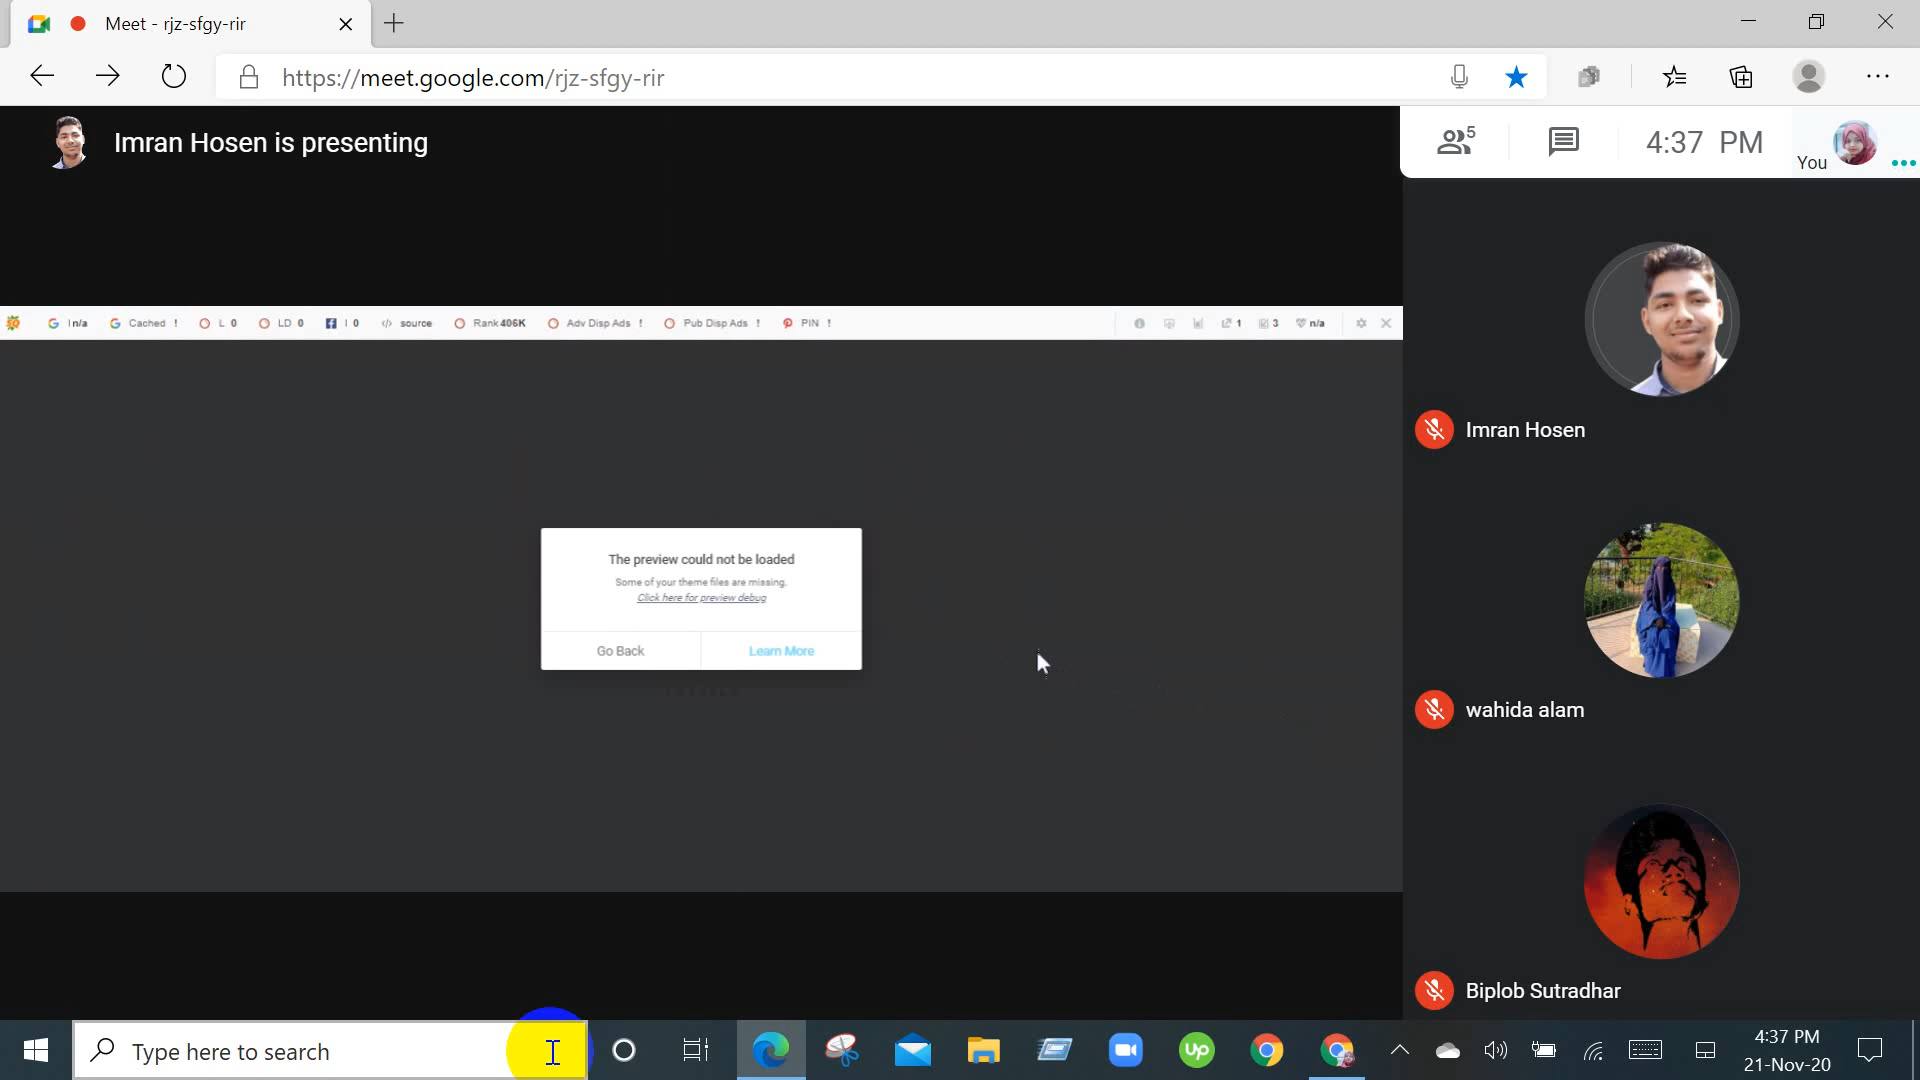 Meet - rjz-sfgy-rir
https://meet.google.com/rjz-sfgy-rir
Imran Hosen is presenting
5
4:37 PM
You
I n/a
Cached !
L 0
LD 0
I 0
source
Rank 406K
Adv Disp Ads !
Pub Disp Ads !
PIN !
1
3
n/a
The preview could not be loaded
Some of your theme files are missing.
Click here for preview debug
Go Back
Learn More
Imran Hosen
wahida alam
Biplob Sutradhar
Type here to search
Up
4:37 PM
21-Nov-20